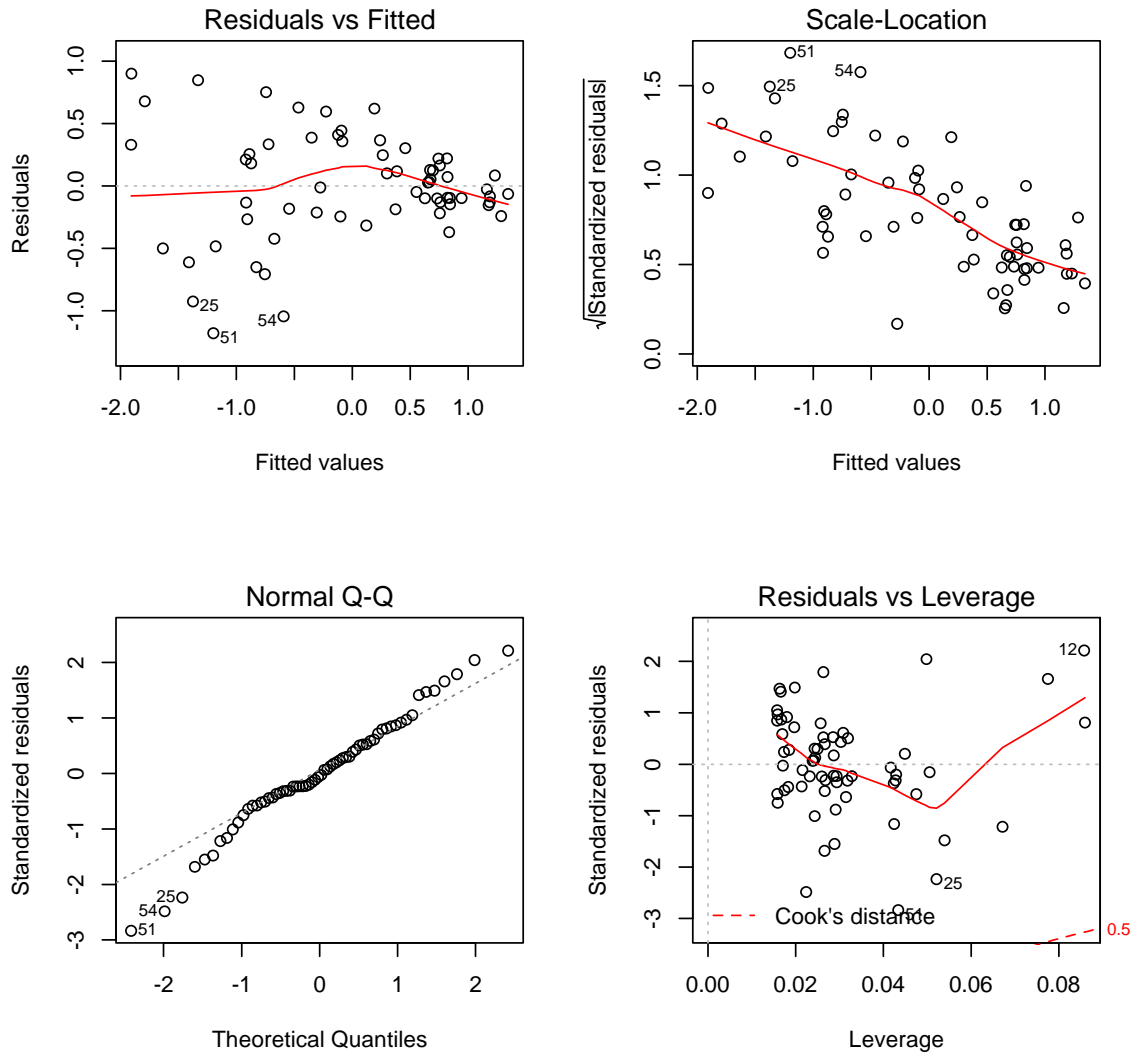 Residuals vs Fitted
Residuals
1.0
0.5
0.0
-0.5
-1.0
25
51
54
-2.0 -1.0 0.0 0.5 1.0
Fitted values
Scale-Location
√|Standardized residuals|
1.5
1.0
0.5
0.0
51
54
25
-2.0 -1.0 0.0 0.5 1.0
Fitted values
Normal Q-Q
Standardized residuals
2
1
0
-1
-2
-3
25
54
51
-2 -1 0 1 2
Theoretical Quantiles
Residuals vs Leverage
Standardized residuals
2
1
0
-1
-2
-3
12
25
51
Cook's distance
0.5
0.00 0.02 0.04 0.06 0.08
Leverage